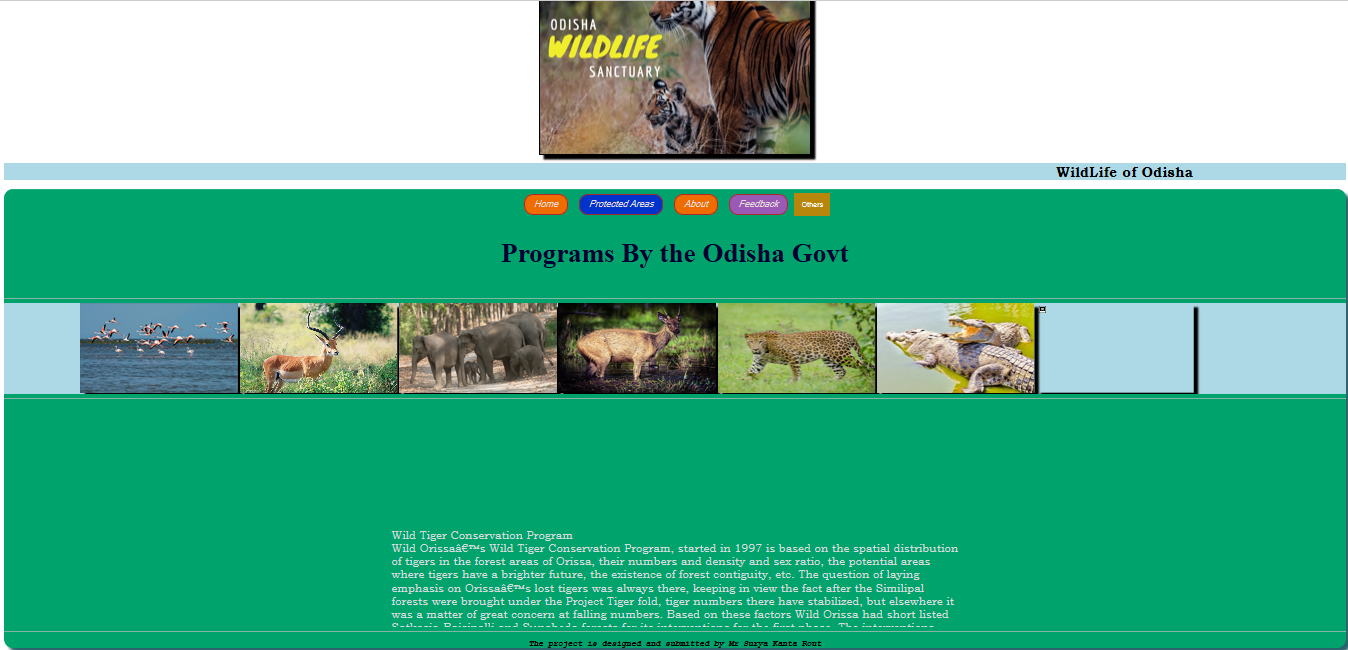 ODISHA
WILDLIFE
SANCTUARY
WildLife of Odisha
Home Protected Areas About Feedback Others
Programs By the Odisha Govt
Wild Tiger Conservation Program
Wild Orissaâ€™s Wild Tiger Conservation Program, started in 1997 is based on the spatial distribution
of tigers in the forest areas of Orissa, their numbers and density and sex ratio, the potential areas
where tigers have a brighter future, the existence of forest contiguity, etc. The question of laying
emphasis on Orissaâ€™s lost tigers was always there, keeping in view the fact after the Similipal
forests were brought under the Project Tiger fold, tiger numbers there have stabilized, but elsewhere it
was a matter of great concern at falling numbers. Based on these factors Wild Orissa had short listed
The project is designed and submitted by Mr Surya Kanta Rout